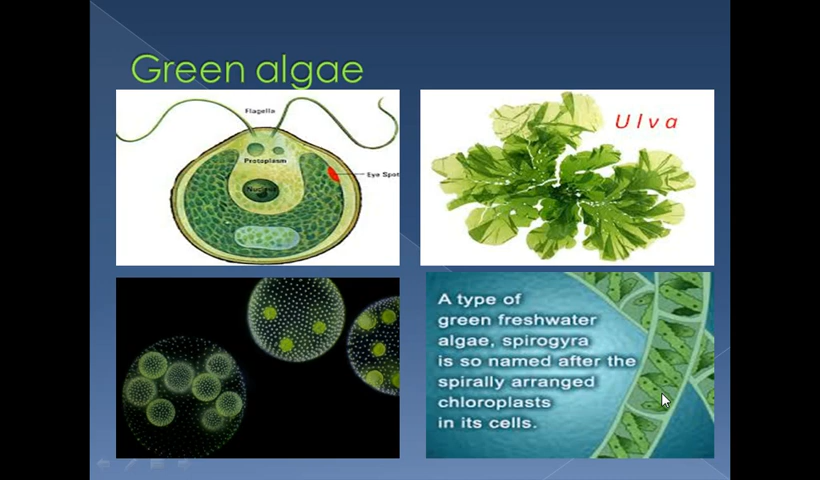 Green algae
Flagella
Protoplasm
Eye Spot
Nucleus
Ulva
A type of
green freshwater
algae, spirogyra
is so named after the
spirally arranged
chloroplasts
in its cells.